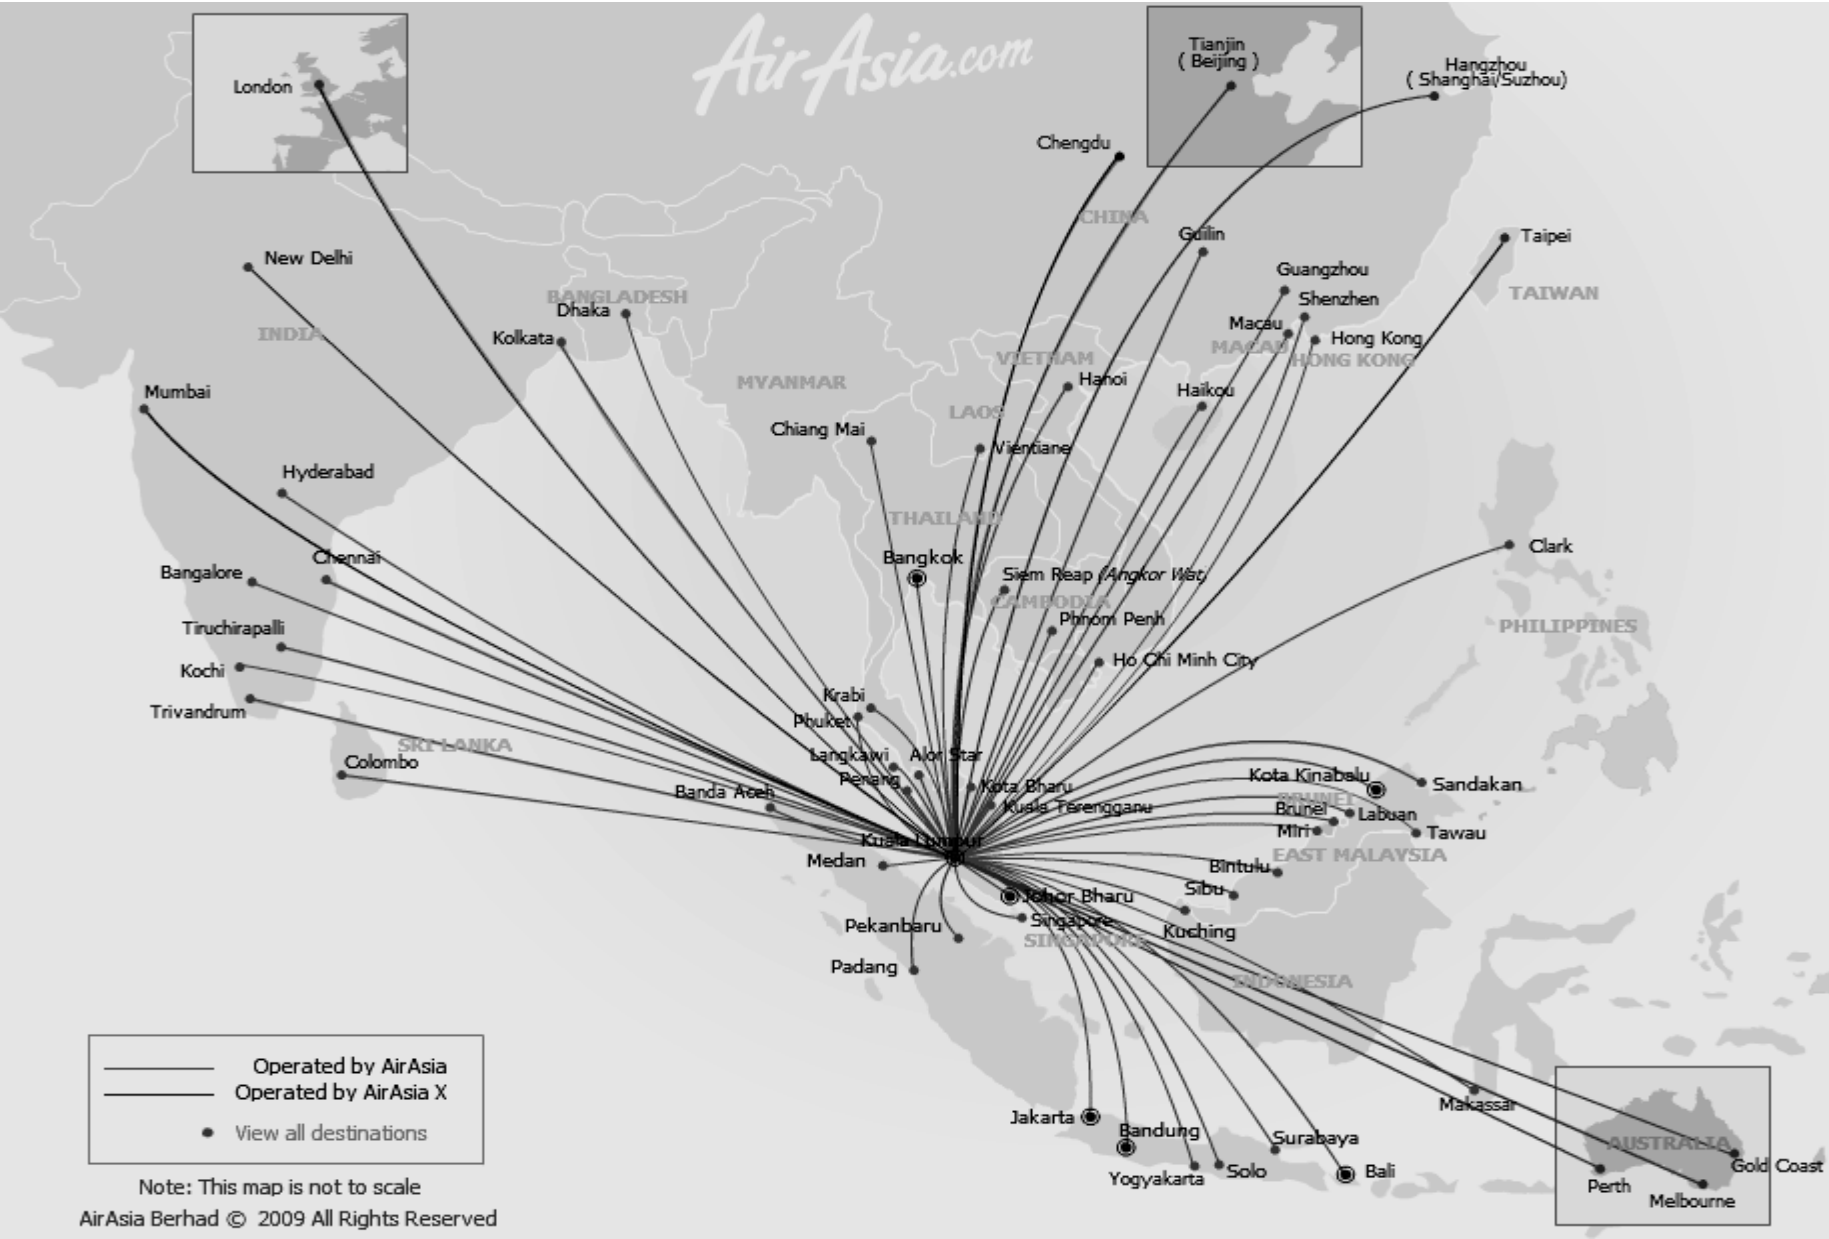 AirAsia.com
London
Tianjin
( Beijing )
Hangzhou
( Shanghai/Suzhou)
Chengdu
CHINA
Guilin
Taipei
New Delhi
Guangzhou
TAIWAN
BANGLADESH
Shenzhen
Dhaka
INDIA
Kolkata
Macau
Hong Kong
MACAU
HONG KONG
VIETNAM
MYANMAR
Hanoi
Mumbai
Haikou
LAOS
Chiang Mai
Vientiane
Hyderabad
THAILAND
Clark
Bangkok
Chennai
Bangalore
Siem Reap (Angkor Wat)
CAMBODIA
Phnom Penh
PHILIPPINES
Tiruchirapalli
Kochi
Ho Chi Minh City
Krabi
Trivandrum
Phuket
SRI LANKA
Langkawi
Alor Star
Colombo
Penang
Kota Bharu
Kota Kinabalu
Sandakan
Banda Aceh
Kuala Terengganu
BRUNEI
Brunei
Labuan
Miri
Tawau
Kuala Lumpur
Medan
EAST MALAYSIA
Bintulu
Sibu
Johor Bharu
Singapore
Pekanbaru
SINGAPORE
Kuching
Padang
INDONESIA
Operated by AirAsia
Operated by AirAsia X
View all destinations
Makassar
Jakarta
Bandung
Surabaya
AUSTRALIA
Yogyakarta
Solo
Bali
Gold Coast
Perth
Melbourne
Note: This map is not to scale
AirAsia Berhad © 2009 All Rights Reserved